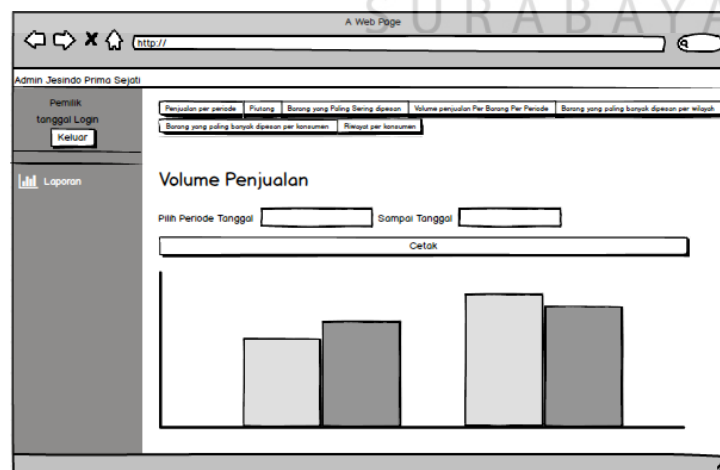 SURABAYA
A Web Page
http://
Admin Jesindo Prima Sejati
Pemilik
tanggal Login
Keluar
Laporan
Penjualan per periode
Piutang
Barang yang Paling Sering dipesan
Volume penjualan Per Barang Per Periode
Barang yang paling banyak dipesan per wilayah
Barang yang paling banyak dipesan per konsumen
Riwayat per konsumen
Volume Penjualan
Pilih Periode Tanggal
Sampai Tanggal
Cetak